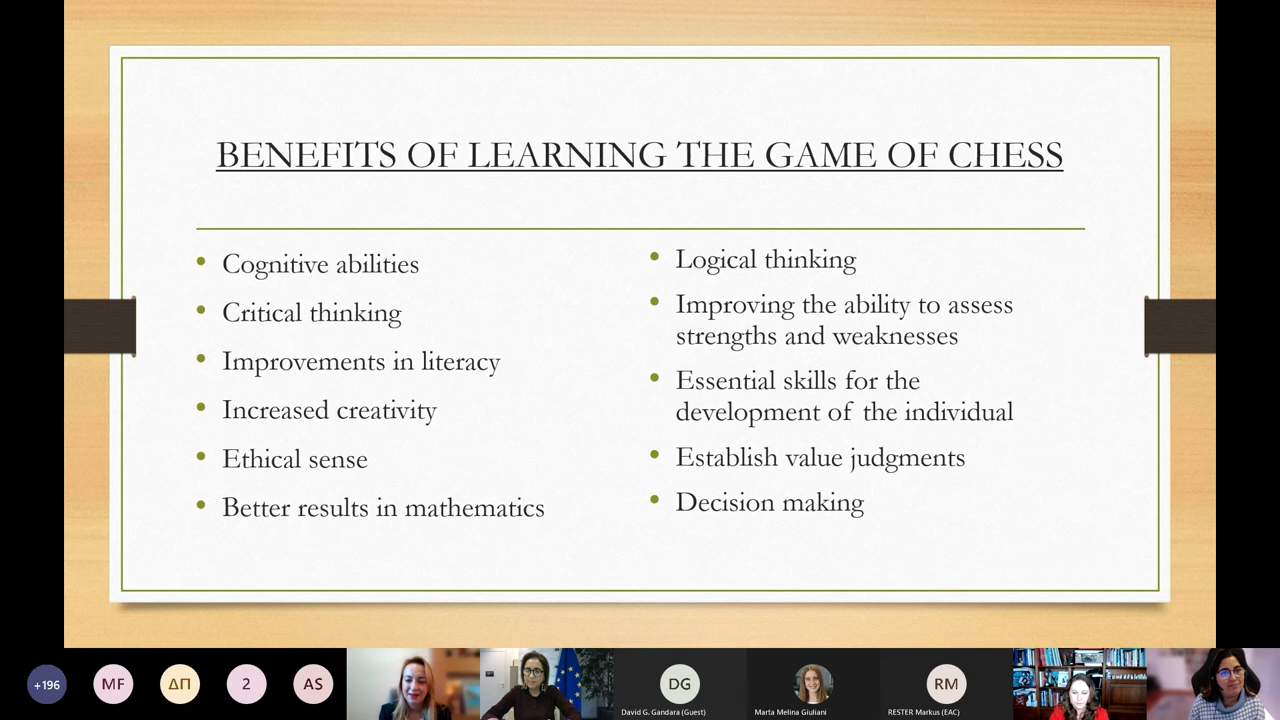 BENEFITS OF LEARNING THE GAME OF CHESS
• Cognitive abilities
• Critical thinking
• Improvements in literacy
• Increased creativity
• Ethical sense
• Better results in mathematics
• Logical thinking
• Improving the ability to assess
strengths and weaknesses
• Essential skills for the
development of the individual
• Establish value judgments
• Decision making
+196
MF
ΔΠ
2
AS
DG
David G. Gandara (Guest)
Marta Melina Giuliani
RM
RESTER Markus (EAC)